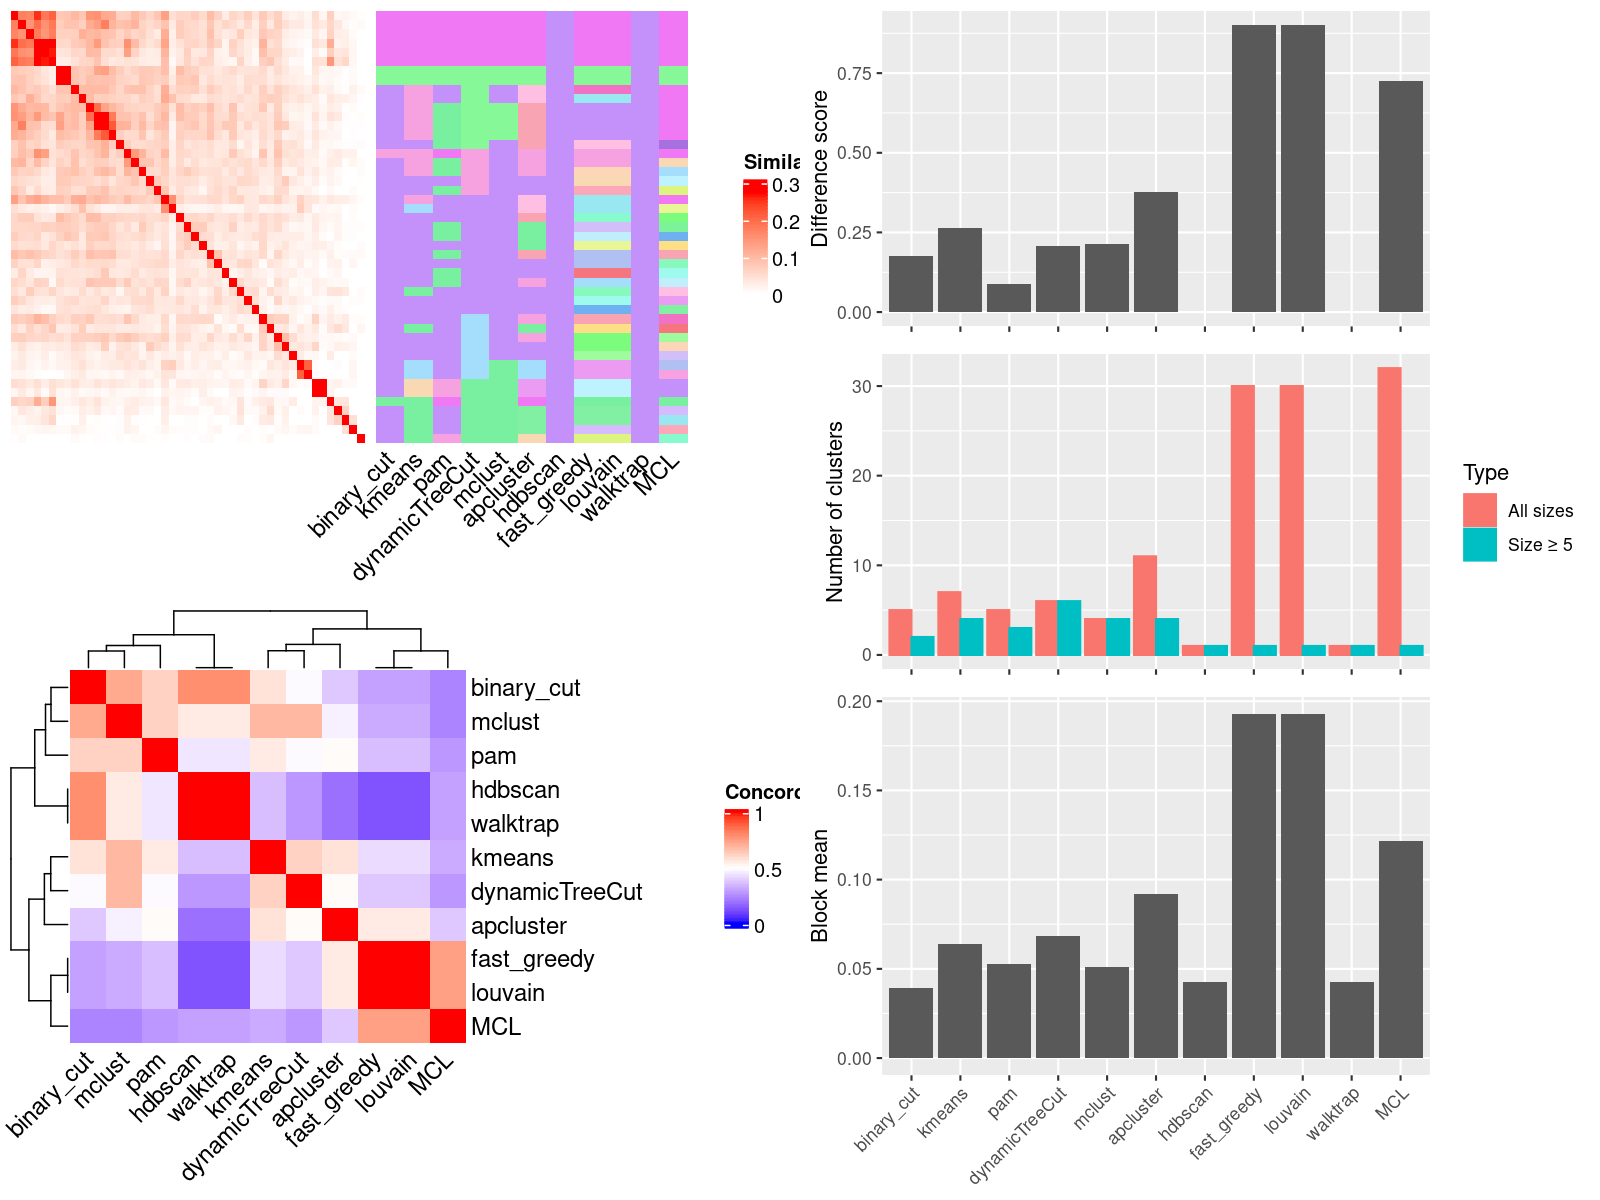 Simila
0.3
0.2
0.1
0
binary_cut
kmeans
pam
dynamicTreeCut
mclust
apcluster
hdbscan
fast_greedy
louvain
walktrap
MCL
binary_cut
mclust
pam
hdbscan
walktrap
kmeans
dynamicTreeCut
apcluster
fast_greedy
louvain
MCL
binary_cut
mclust
pam
hdbscan
walktrap
kmeans
dynamicTreeCut
apcluster
fast_greedy
louvain
MCL
Concord
1
0.5
0
Difference score
0.75
0.50
0.25
0.00
Number of clusters
30
20
10
0
Type
All sizes
Size ≥ 5
Block mean
0.20
0.15
0.10
0.05
0.00
binary_cut
kmeans
pam
dynamicTreeCut
mclust
apcluster
hdbscan
fast_greedy
louvain
walktrap
MCL